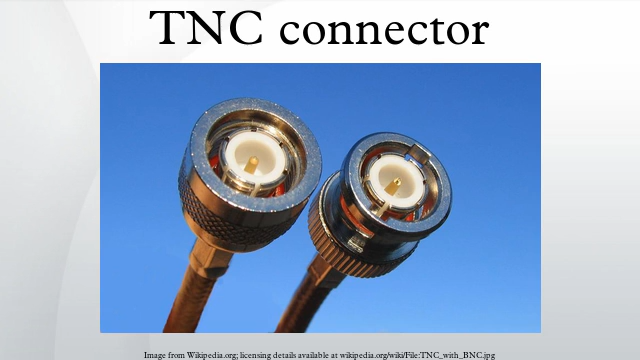 TNC connector
Image from Wikipedia.org; licensing details available at wikipedia.org/wiki/File:TNC_with_BNC.jpg